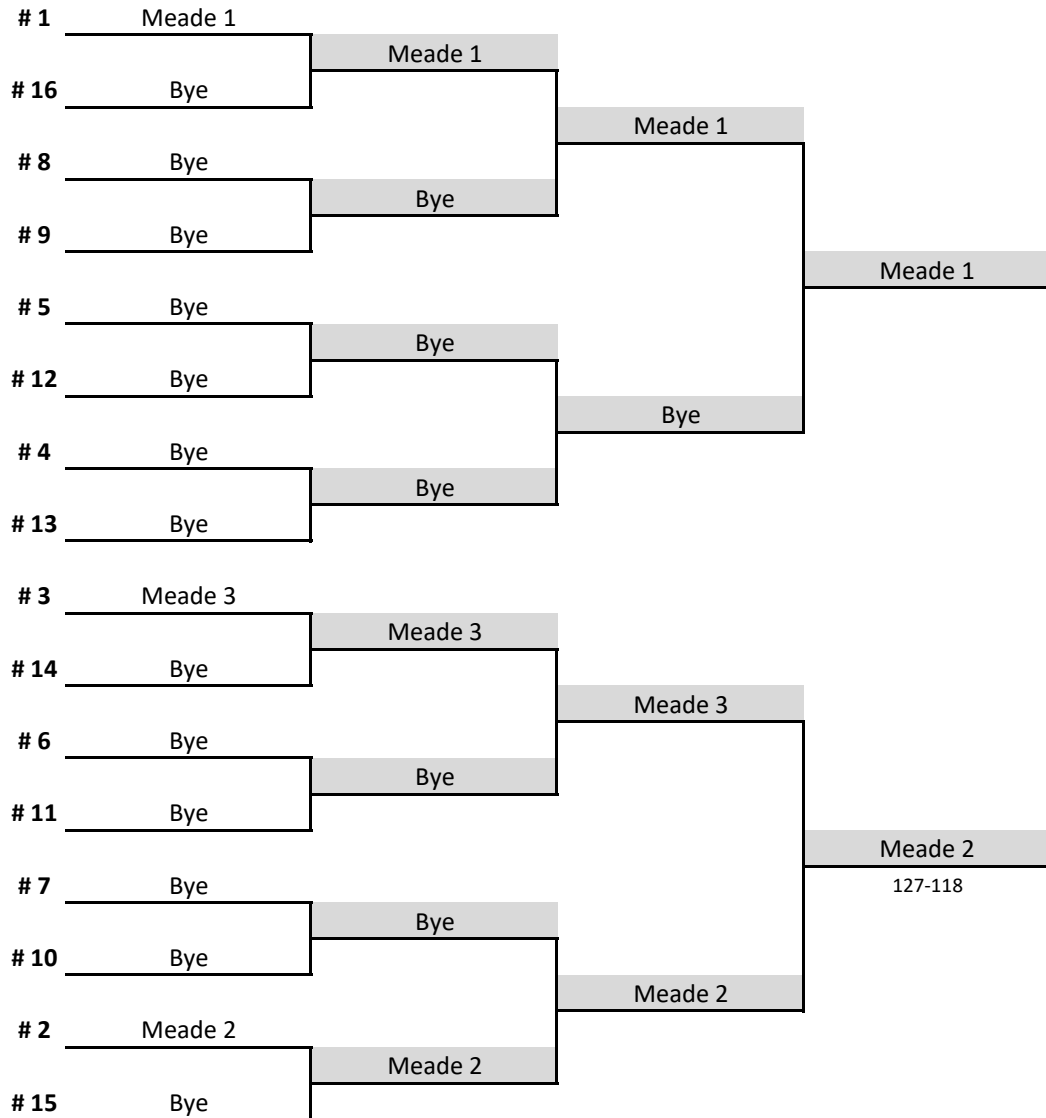 # 1 Meade 1
Meade 1
# 16 Bye
Meade 1
# 8 Bye
Bye
# 9 Bye
Meade 1
# 5 Bye
Bye
# 12 Bye
Bye
# 4 Bye
Bye
# 13 Bye
# 3 Meade 3
Meade 3
# 14 Bye
Meade 3
# 6 Bye
Bye
# 11 Bye
Meade 2
# 7 Bye
127-118
Bye
# 10 Bye
Meade 2
# 2 Meade 2
Meade 2
# 15 Bye